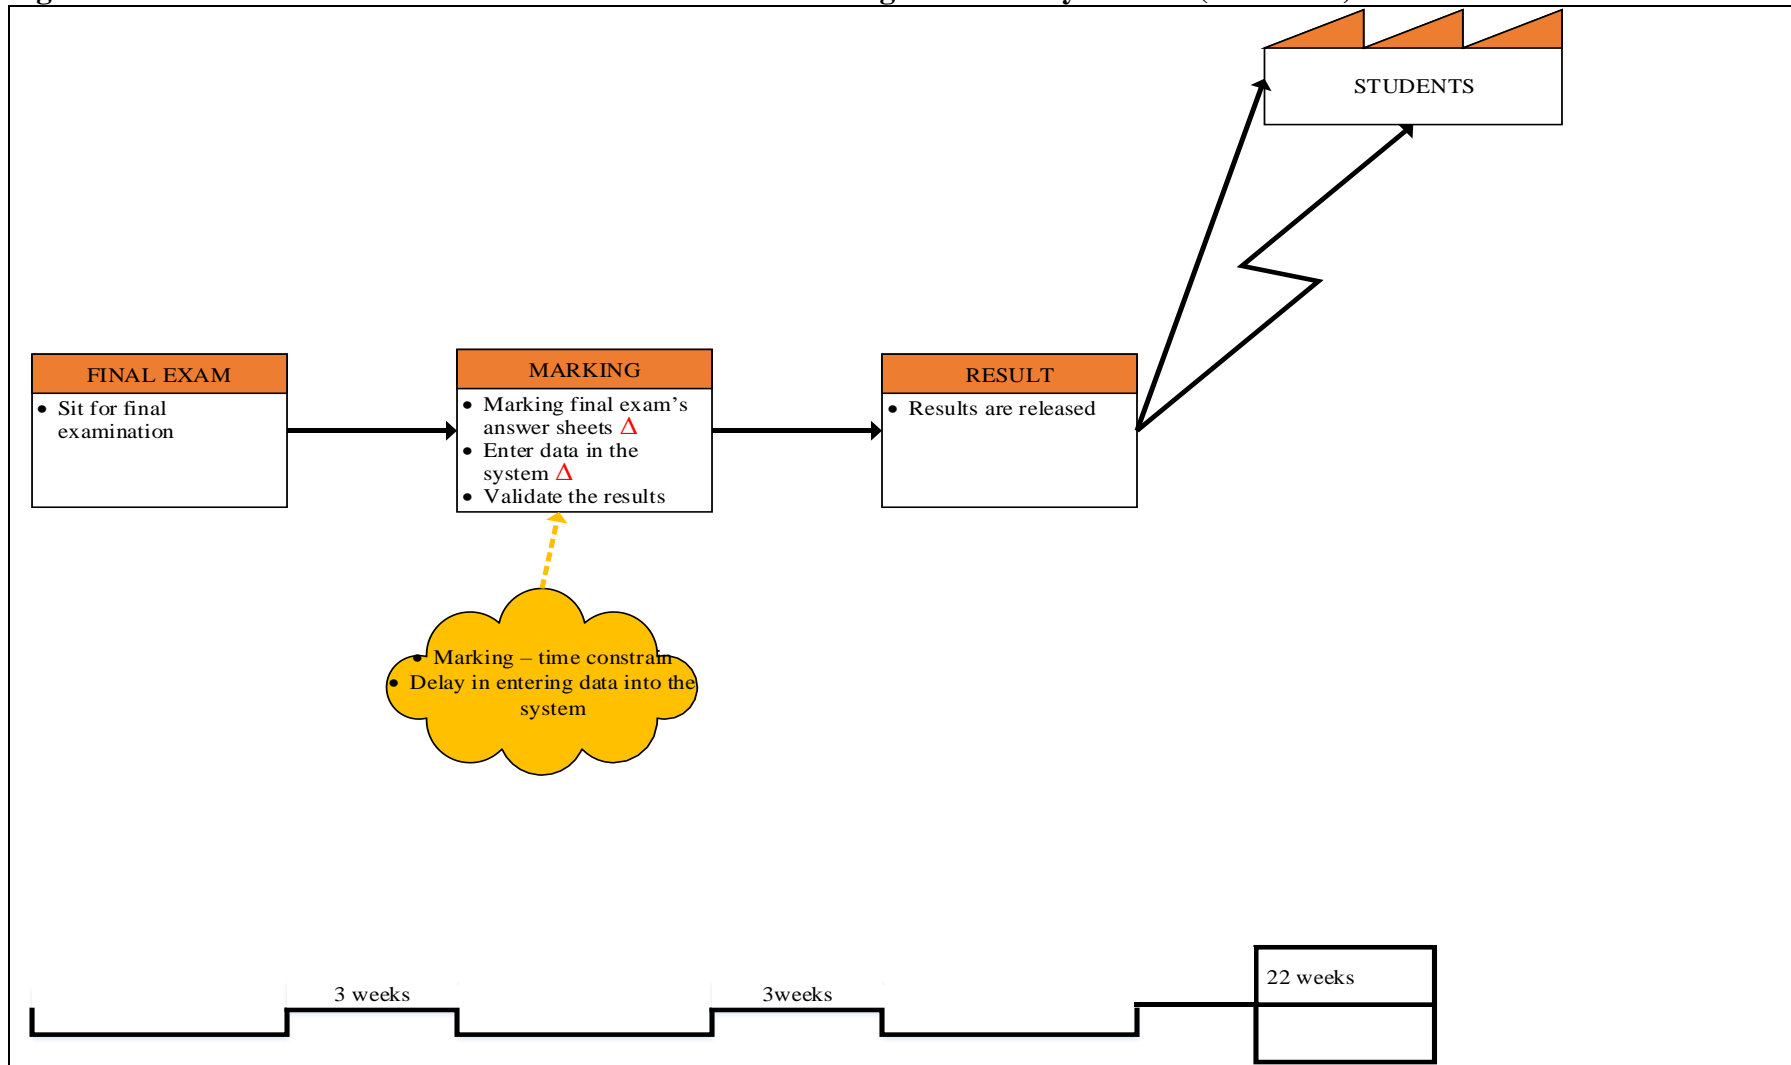 STUDENTS
FINAL EXAM
• Sit for final
examination
MARKING
• Marking final exam's
answer sheets Δ
• Enter data in the
system Δ
• Validate the results
RESULT
• Results are released
• Marking – time constrain
• Delay in entering data into the
system
3 weeks
3weeks
22 weeks